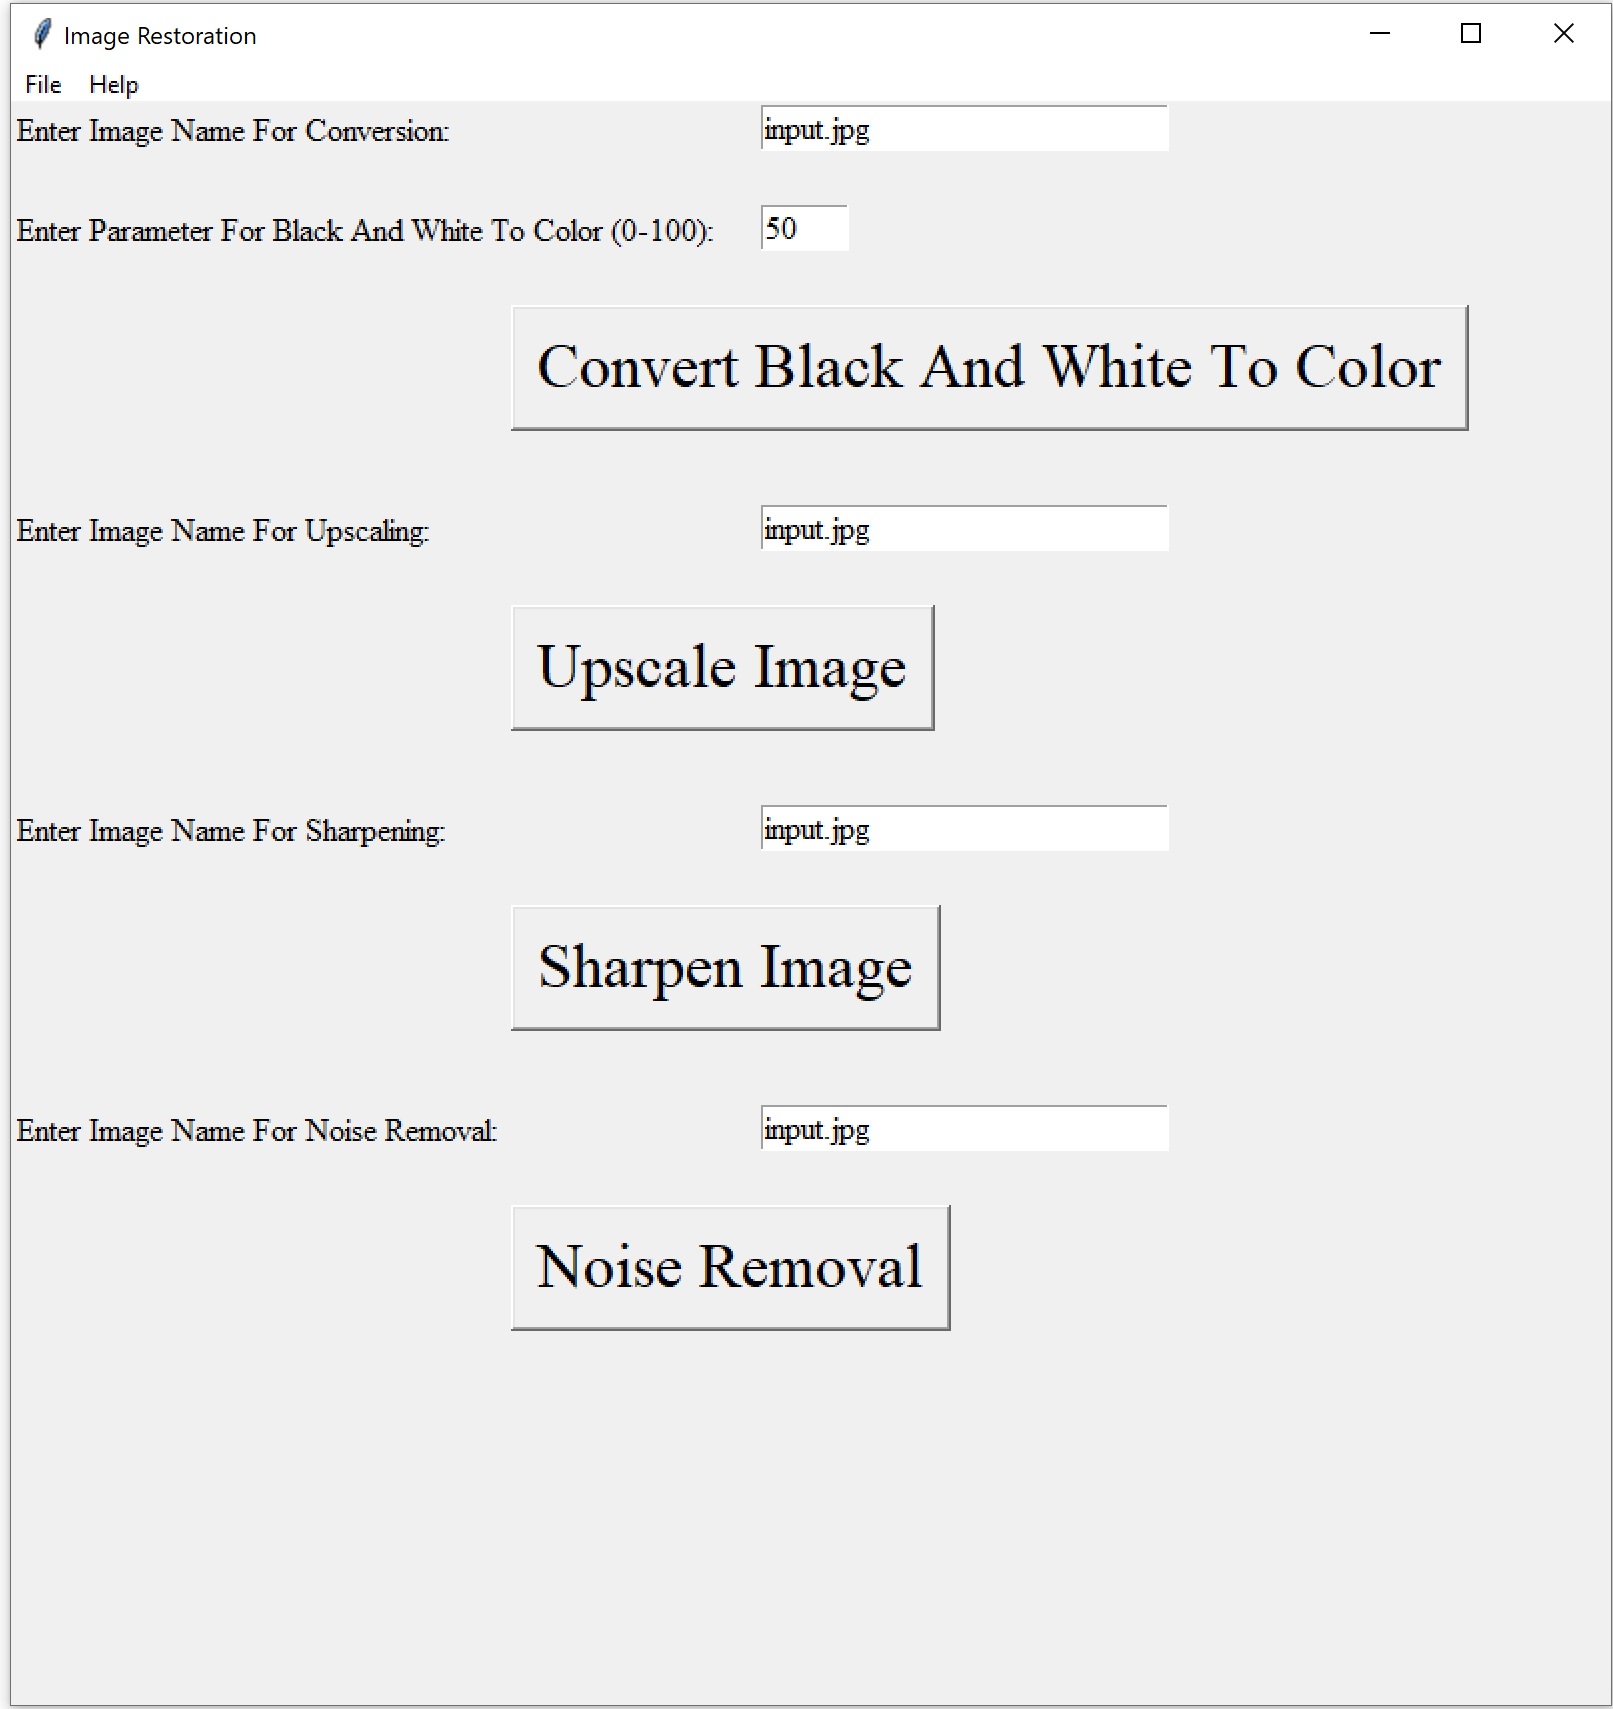 Image Restoration
File Help
Enter Image Name For Conversion: input.jpg
Enter Parameter For Black And White To Color (0-100): 50
Convert Black And White To Color
Enter Image Name For Upscaling: input.jpg
Upscale Image
Enter Image Name For Sharpening: input.jpg
Sharpen Image
Enter Image Name For Noise Removal: input.jpg
Noise Removal